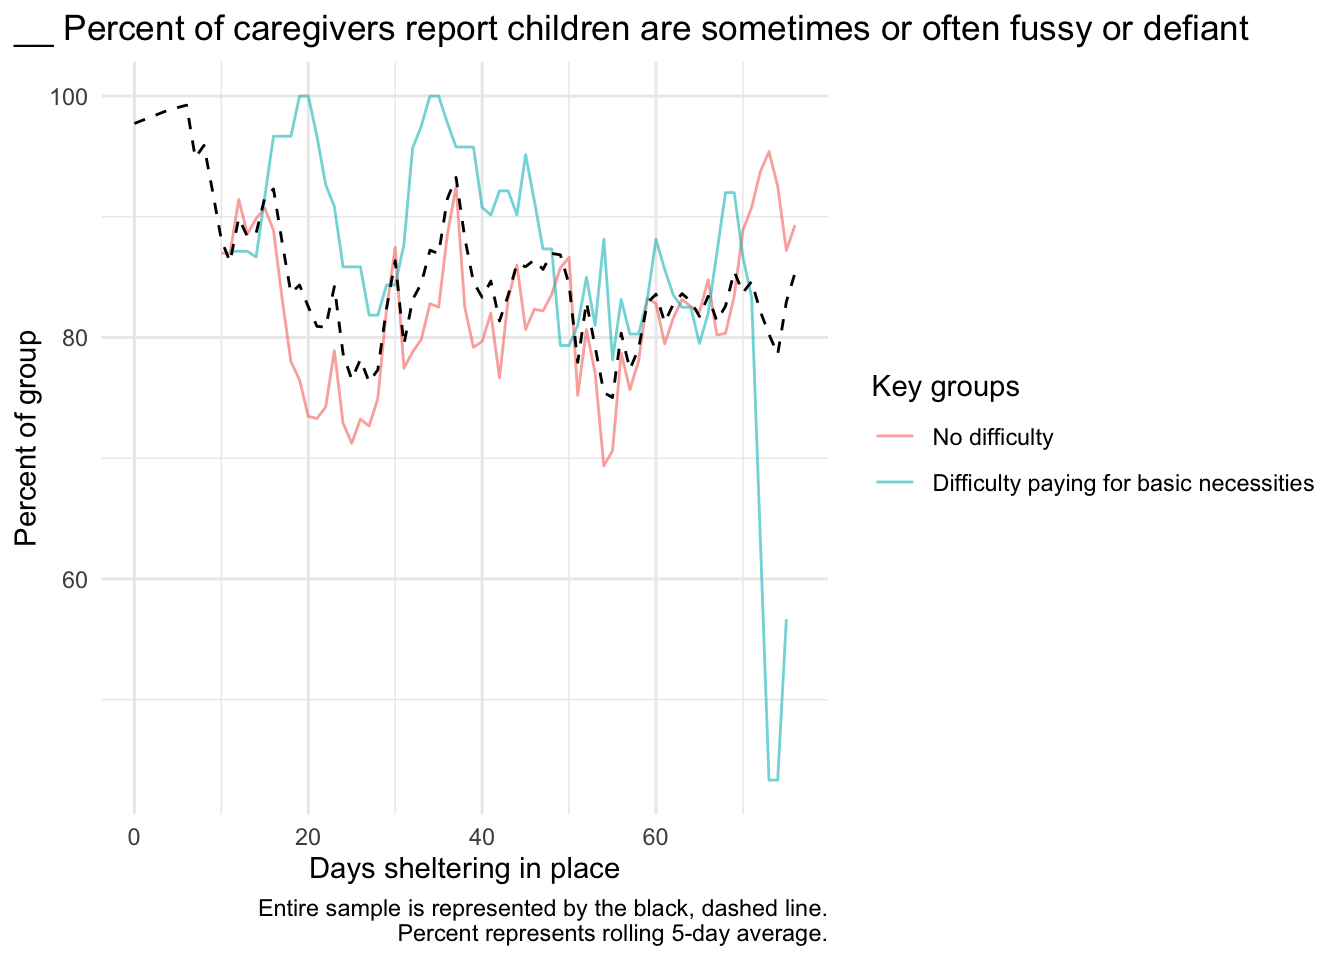 __ Percent of caregivers report children are sometimes or often fussy or defiant
100
80
60
Percent of group
0 20 40 60
Days sheltering in place
Key groups
No difficulty
Difficulty paying for basic necessities
Entire sample is represented by the black, dashed line.
Percent represents rolling 5-day average.